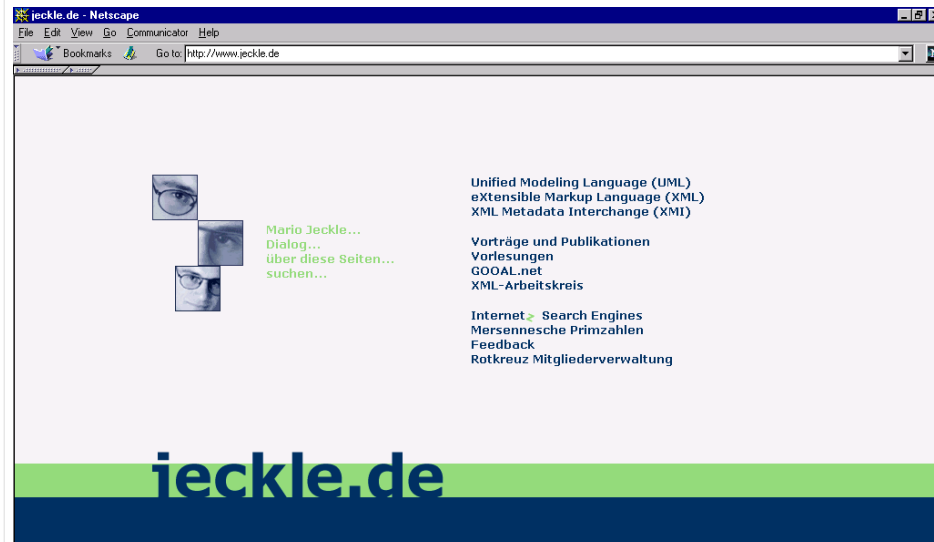 jeckle.de - Netscape
File Edit View Go Communicator Help
Bookmarks Go to: http://www.jeckle.de
Mario Jeckle...
Dialog...
über diese Seiten...
suchen...
Unified Modeling Language (UML)
eXtensible Markup Language (XML)
XML Metadata Interchange (XMI)
Vorträge und Publikationen
Vorlesungen
GOOAL.net
XML-Arbeitskreis
Internet Search Engines
Mersennesche Primzahlen
Feedback
Rotkreuz Mitgliederverwaltung
jeckle.de